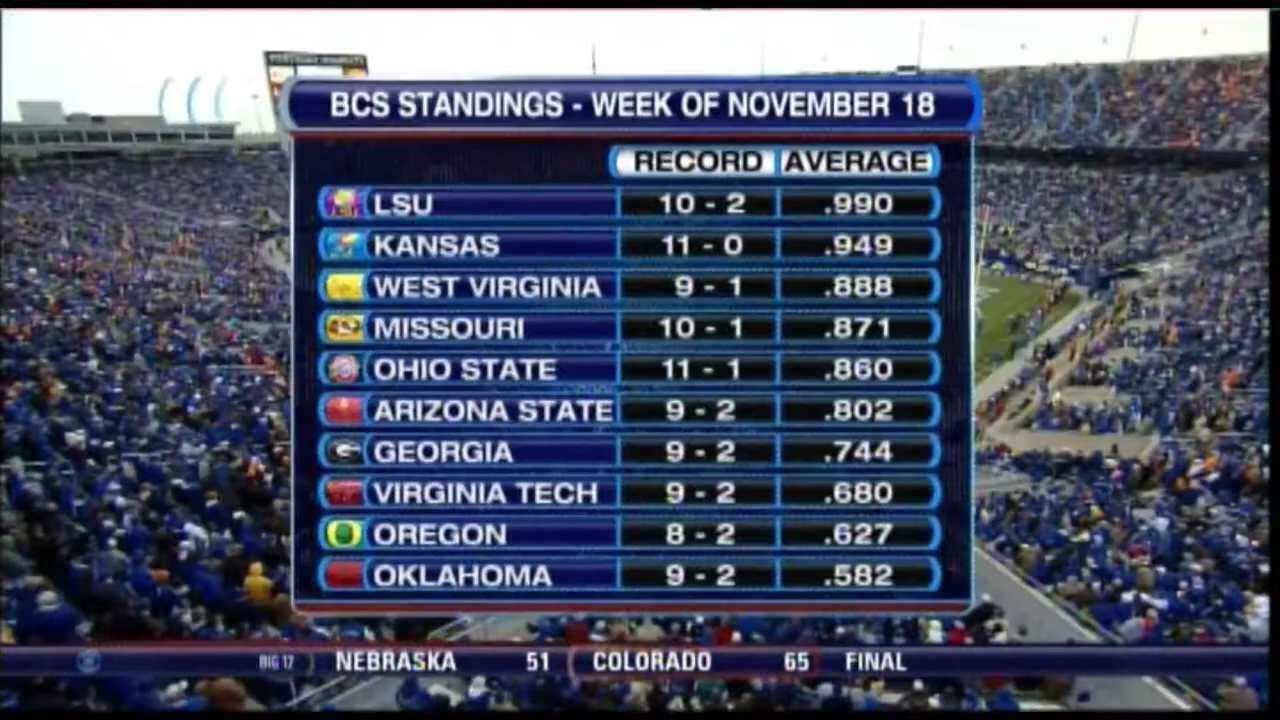 BCS STANDINGS - WEEK OF NOVEMBER 18
RECORD AVERAGE
LSU 10 - 2 .990
KANSAS 11 - 0 .949
WEST VIRGINIA 9 - 1 .888
MISSOURI 10 - 1 .871
OHIO STATE 11 - 1 .860
ARIZONA STATE 9 - 2 .802
GEORGIA 9 - 2 .744
VIRGINIA TECH 9 - 2 .680
OREGON 8 - 2 .627
OKLAHOMA 9 - 2 .582
BIG 12 NEBRASKA 51 COLORADO 65 FINAL